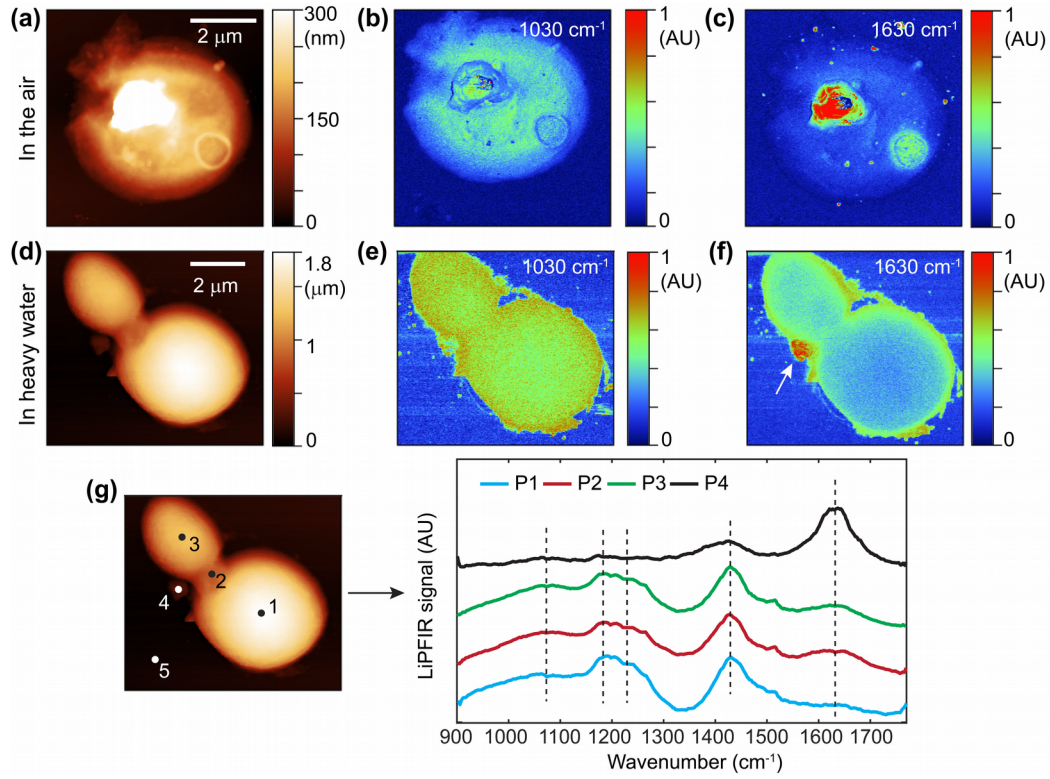 (a)
2 μm
300
(nm)
150
0
In the air
(b)
1030 cm⁻¹
1
(AU)
0
(c)
1630 cm⁻¹
1
(AU)
0
(d)
2 μm
1.8
(μm)
1
0
In heavy water
(e)
1030 cm⁻¹
1
(AU)
0
(f)
1630 cm⁻¹
1
(AU)
0
(g)
3
2
4
1
5
P1 P2 P3 P4
LiPFIR signal (AU)
900 1000 1100 1200 1300 1400 1500 1600 1700
Wavenumber (cm⁻¹)